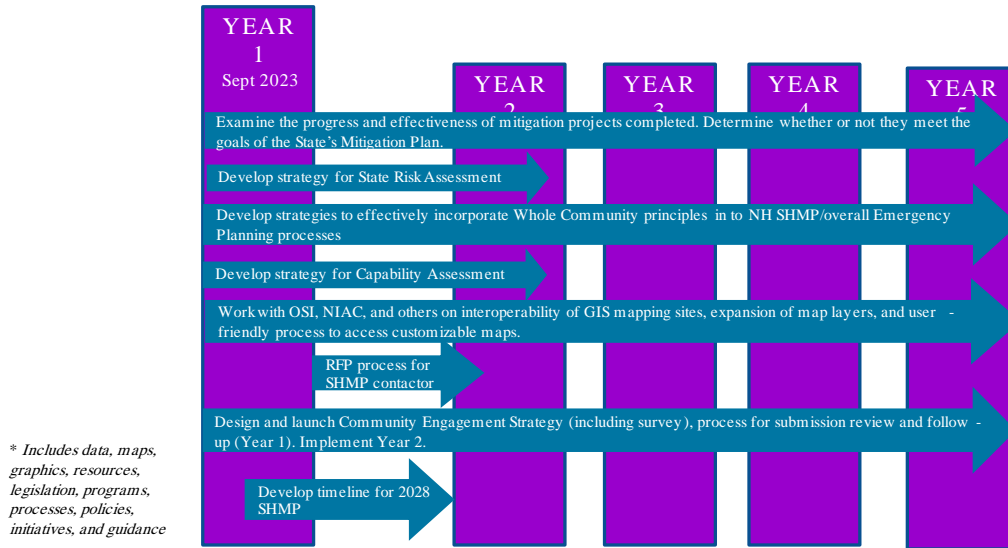 YEAR
1
Sept 2023
YEAR
2
YEAR
3
YEAR
4
YEAR
5
Examine the progress and effectiveness of mitigation projects completed. Determine whether or not they meet the
goals of the State's Mitigation Plan.
Develop strategy for State Risk Assessment
Develop strategies to effectively incorporate Whole Community principles in to NH SHMP/overall Emergency
Planning processes
Develop strategy for Capability Assessment
Work with OSI, NIAC, and others on interoperability of GIS mapping sites, expansion of map layers, and user -
friendly process to access customizable maps.
RFP process for
SHMP contactor
Design and launch Community Engagement Strategy (including survey), process for submission review and follow -
up (Year 1). Implement Year 2.
Develop timeline for 2028
SHMP
* Includes data, maps,
graphics, resources,
legislation, programs,
processes, policies,
initiatives, and guidance